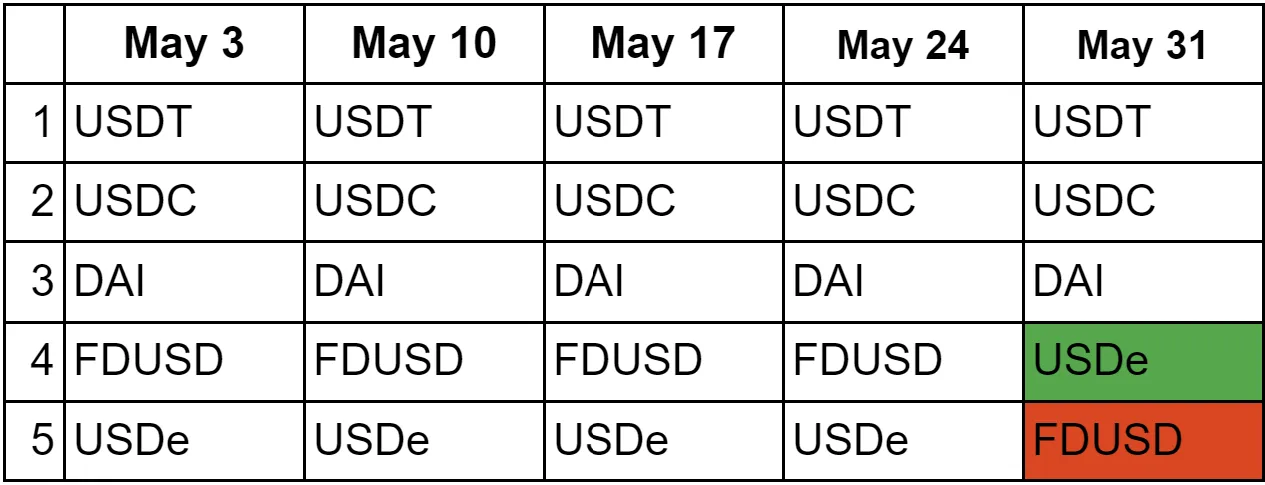 May 3 May 10 May 17 May 24 May 31
1 USDT USDT USDT USDT USDT
2 USDC USDC USDC USDC USDC
3 DAI DAI DAI DAI DAI
4 FDUSD FDUSD FDUSD FDUSD USDe
5 USDe USDe USDe USDe FDUSD